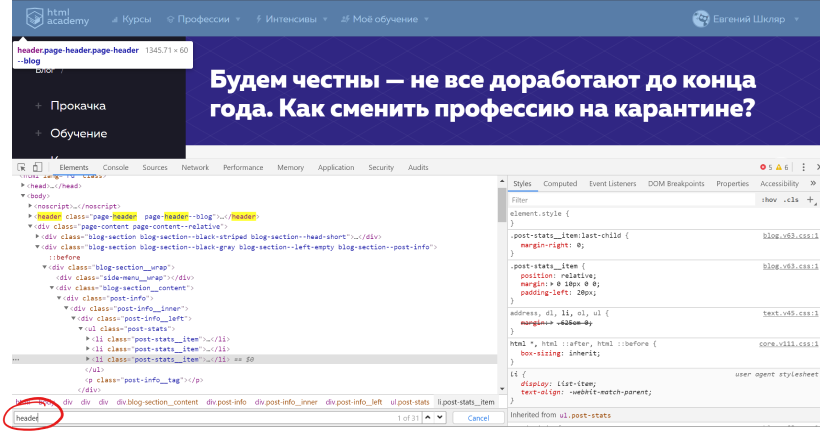 html
academy
Курсы
Профессии
Интенсивы
Моё обучение
Евгений Шкляр
header.page-header.page-header 1345.71 × 60
--blog
Блог /
Будем честны — не все доработают до конца
года. Как сменить профессию на карантине?
+ Прокачка
+ Обучение
Elements Console Sources Network Performance Memory Application Security Audits
5 6
<head>…</head>
<body>
<noscript>…</noscript>
<header class="page-header page-header--blog">…</header>
<div class="page-content page-content--relative">
<div class="blog-section blog-section--black-striped blog-section--head-short">…</div>
<div class="blog-section blog-section--black-gray blog-section--left-empty blog-section--post-info">
::before
<div class="blog-section__wrap">
<div class="side-menu__wrap"></div>
<div class="blog-section__content">
<div class="post-info">
<div class="post-info__inner">
<div class="post-info__left">
<ul class="post-stats">
<li class="post-stats__item">…</li>
<li class="post-stats__item">…</li>
<li class="post-stats__item">…</li> == $0
</ul>
<p class="post-info__tag"></p>
</div>
html body div div div div.blog-section__content div.post-info div.post-info__inner div.post-info__left ul.post-stats li.post-stats__item
header
1 of 31
Cancel
Styles Computed Event Listeners DOM Breakpoints Properties Accessibility »
Filter
:hov .cls +
element.style {
}
.post-stats__item:last-child { blog.v63.css:1
margin-right: 0;
}
.post-stats__item { blog.v63.css:1
position: relative;
margin: 0 10px 0 0;
padding-left: 20px;
}
address, dl, li, ol, ul { text.v45.css:1
margin: .625em 0;
}
html *, html ::after, html ::before { core.v111.css:1
box-sizing: inherit;
}
li { user agent stylesheet
display: list-item;
text-align: -webkit-match-parent;
}
Inherited from ul.post-stats